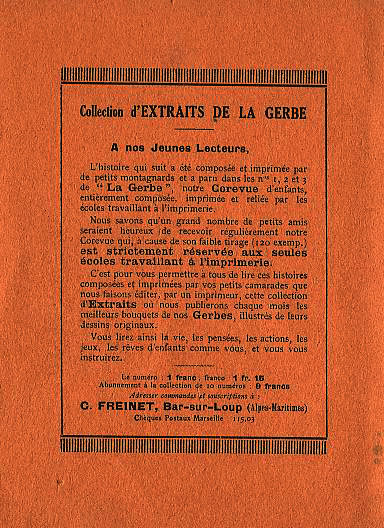 Collection d'EXTRAITS DE LA GERBE
A nos Jeunes Lecteurs,
L'histoire qui suit a été composée et imprimée par
de petits montagnards et a paru dans les nos 1, 2 et 3
de "La Gerbe", notre Corevue d'enfants,
entièrement composée, imprimée et reliée par les
écoles travaillant à l'imprimerie.
Nous savons qu'un grand nombre de petits amis
seraient heureux de recevoir régulièrement notre
Corevue qui, à cause de son faible tirage (120 exemp.)
est strictement réservée aux seules
écoles travaillant à l'imprimerie.
C'est pour vous permettre à tous de lire ces histoires
composées et imprimées par vos petits camarades que
nous faisons éditer, par un imprimeur, cette collection
d'Extraits où nous publierons chaque mois les
meilleurs bouquets de nos Gerbes, illustrés de leurs
dessins originaux.
Vous lirez ainsi la vie, les pensées, les actions, les
jeux, les rêves d'enfants comme vous, et vous vous
instruirez.
Le numéro : 1 franc ; franco : 1 fr. 15
Abonnement à la collection de 10 numéros : 8 francs
Adresser commandes et souscriptions à :
C. FREINET, Bar-sur-Loup (Alpes-Maritimes)
Chèques Postaux Marseille 115.03